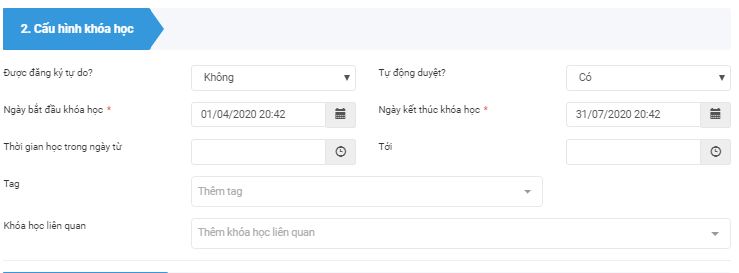 2. Cấu hình khóa học
Được đăng ký tự do? Không Tự động duyệt? Có
Ngày bắt đầu khóa học * 01/04/2020 20:42 Ngày kết thúc khóa học * 31/07/2020 20:42
Thời gian học trong ngày từ Tới
Tag Thêm tag
Khóa học liên quan Thêm khóa học liên quan